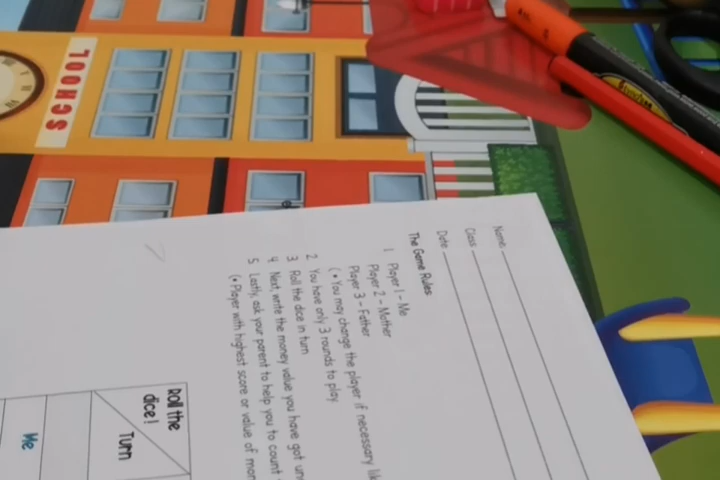 SCHOOL
Name:
Class:
Date:
The Game Rules:
1. Player 1 - Me
Player 2 - Mother
Player 3 - Father
(* You may change the player if necessary
2. You have only 3 rounds to play.
3. Roll the dice in turn
4. Next, write the money value you have got
5. Lastly, ask your parent to help you to count
(* Player with highest score or value of
Roll the
dice!
Turn
Me